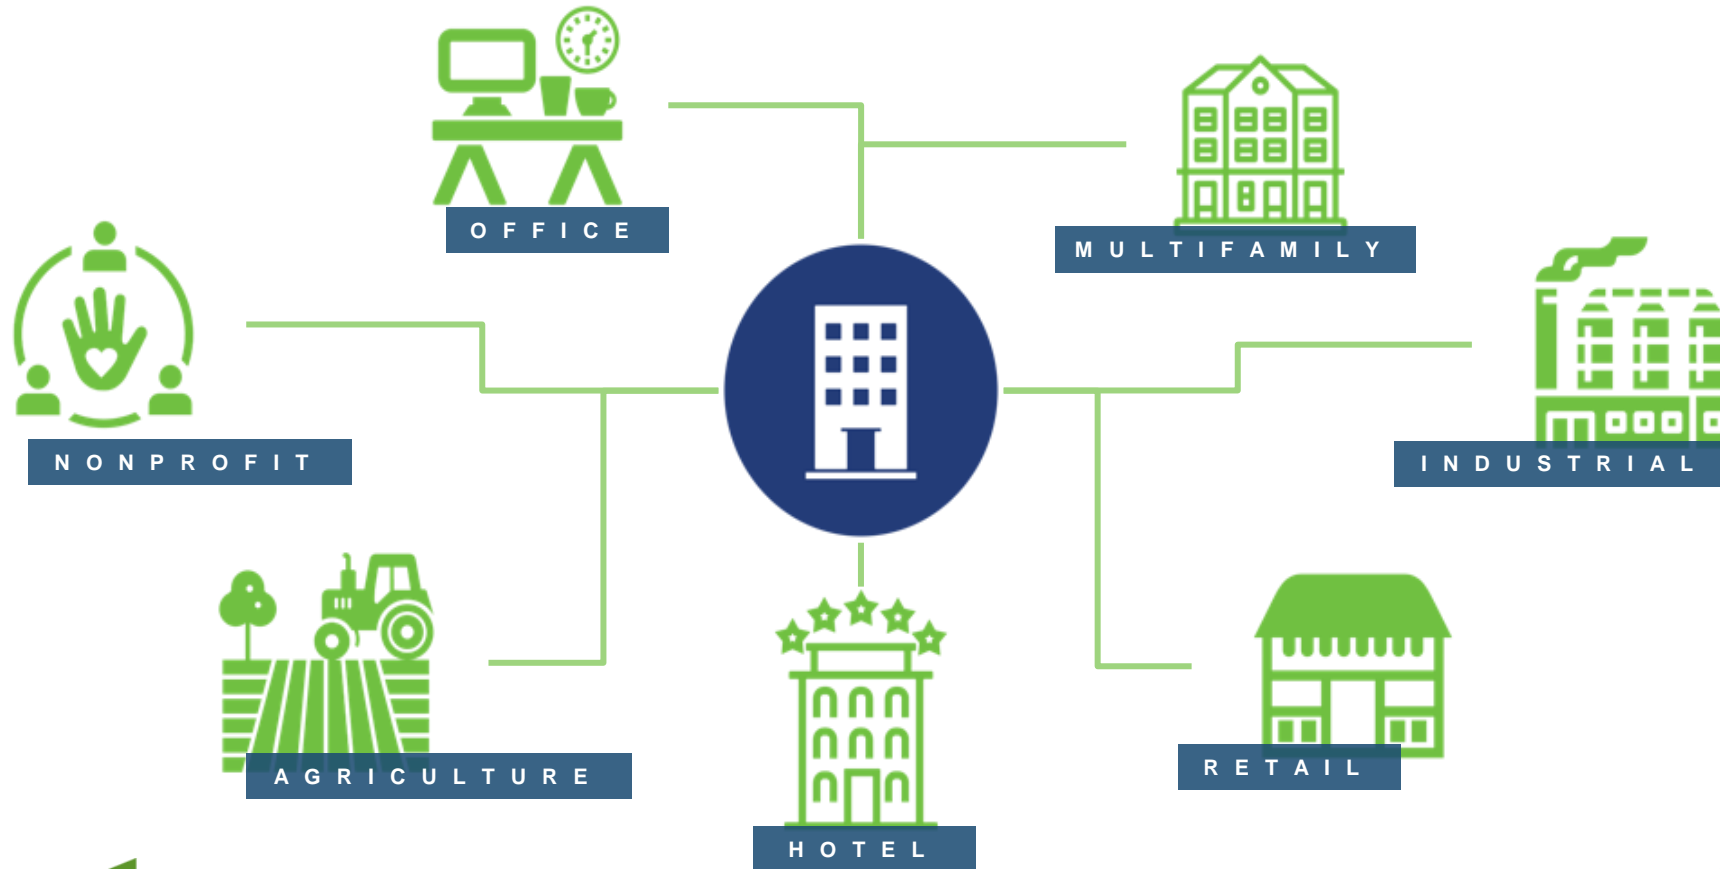 OFFICE
MULTIFAMILY
NONPROFIT
INDUSTRIAL
AGRICULTURE
RETAIL
HOTEL